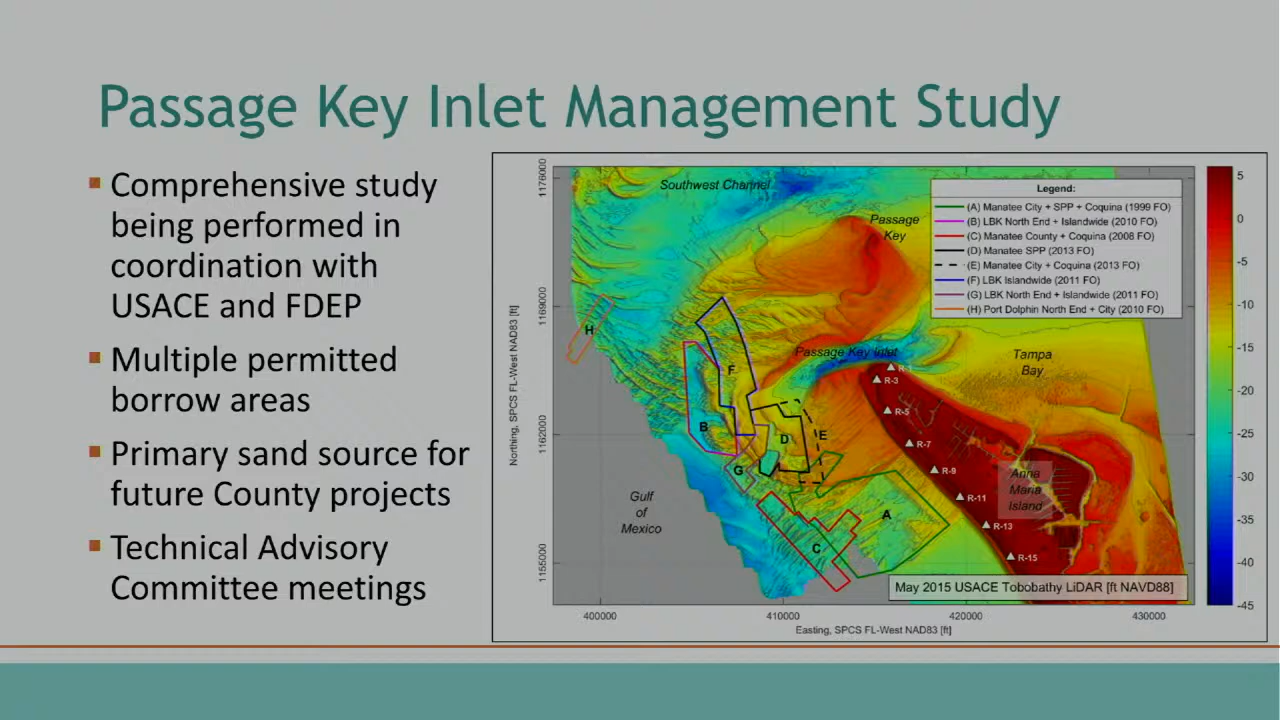 Passage Key Inlet Management Study
▪ Comprehensive study
being performed in
coordination with
USACE and FDEP
▪ Multiple permitted
borrow areas
▪ Primary sand source for
future County projects
▪ Technical Advisory
Committee meetings
Southwest Channel
Passage
Key
Legend:
(A) Manatee City + SPP + Coquina (1999 FO)
(B) LBK North End + Islandwide (2010 FO)
(C) Manatee County + Coquina (2008 FO)
(D) Manatee SPP (2013 FO)
(E) Manatee City + Coquina (2013 FO)
(F) LBK Islandwide (2011 FO)
(G) LBK North End + Islandwide (2011 FO)
(H) Port Dolphin North End + City (2010 FO)
H
Passage Key Inlet
Tampa
Bay
F
R-1
R-3
R-5
B
D
E
R-7
G
R-9
Gulf
of
Mexico
Anna
Maria
Island
R-11
A
R-13
C
R-15
May 2015 USACE Tobobathy LiDAR [ft NAVD88]
1176000
1169000
1162000
1155000
Northing, SPCS FL-West NAD83 [ft]
400000
410000
420000
430000
Easting, SPCS FL-West NAD83 [ft]
5
0
-5
-10
-15
-20
-25
-30
-35
-40
-45